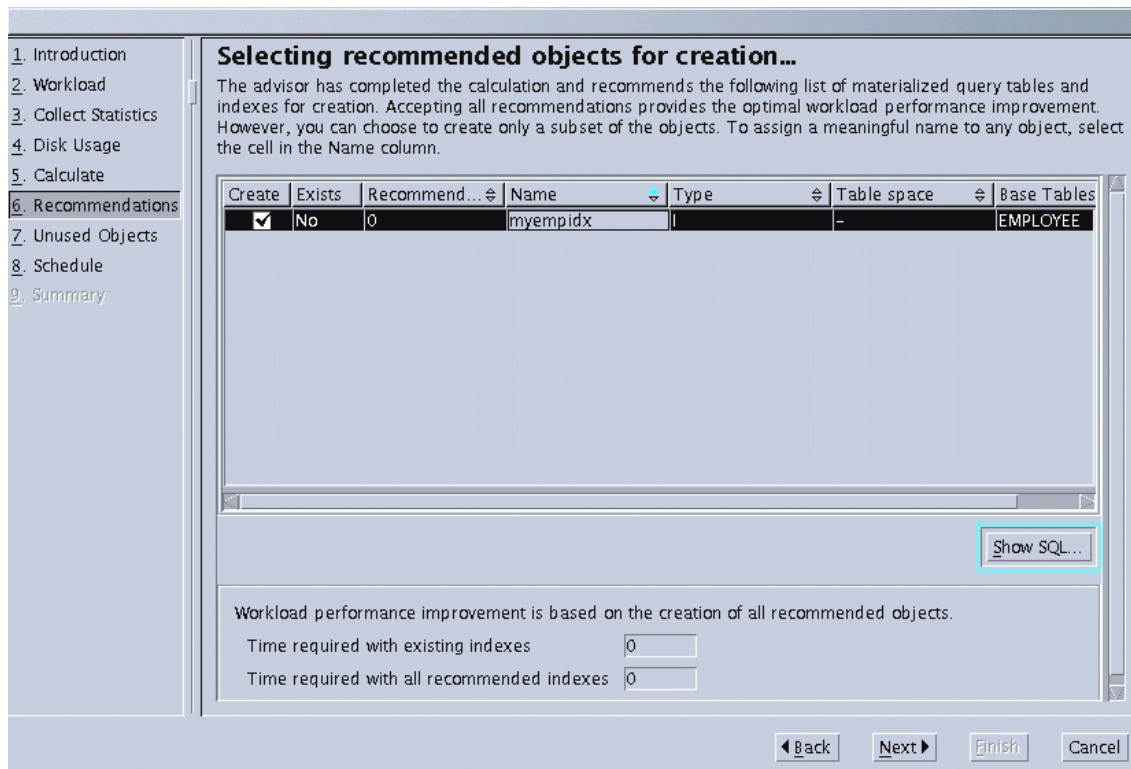 1. Introduction
2. Workload
3. Collect Statistics
4. Disk Usage
5. Calculate
6. Recommendations
7. Unused Objects
8. Schedule
9. Summary
Selecting recommended objects for creation...
The advisor has completed the calculation and recommends the following list of materialized query tables and
indexes for creation. Accepting all recommendations provides the optimal workload performance improvement.
However, you can choose to create only a subset of the objects. To assign a meaningful name to any object, select
the cell in the Name column.
Create Exists Recommend... Name Type Table space Base Tables
No 0 myempidx I - EMPLOYEE
Show SQL...
Workload performance improvement is based on the creation of all recommended objects.
Time required with existing indexes 0
Time required with all recommended indexes 0
Back Next Finish Cancel